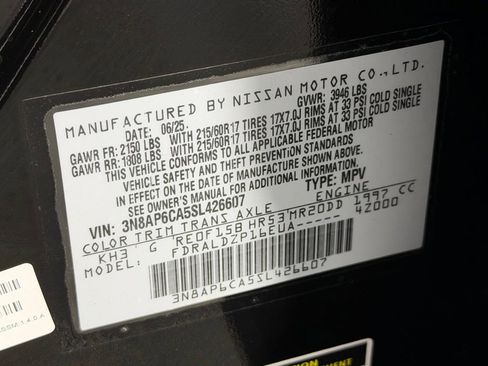 MANUFACTURED BY NISSAN MOTOR CO., LTD.
DATE 06/25 GVWR: 3946 LBS
GAWR FR: 2150 LBS WITH 215/60R17 TIRES 17X7.0J RIMS AT 33 PSI COLD SINGLE
GAWR RR: 1808 LBS WITH 215/60R17 TIRES 17X7.0J RIMS AT 33 PSI COLD SINGLE
THIS VEHICLE CONFORMS TO ALL APPLICABLE FEDERAL MOTOR
VEHICLE SAFETY AND THEFT PREVENTION STANDARDS
IN EFFECT ON THE DATE OF MANUFACTURE SHOWN ABOVE.
SEE OWNER'S MANUAL FOR ADDITIONAL INFORMATION
VIN: 3N8AP6CA5SL426607 TYPE: MPV
COLOR TRIM TRANS AXLE ENGINE
KH3 G RE0F15B HR53 MR20DD 1997 CC
FDRALDZP16EUA----- 42000
3N8AP6CA5SL426607